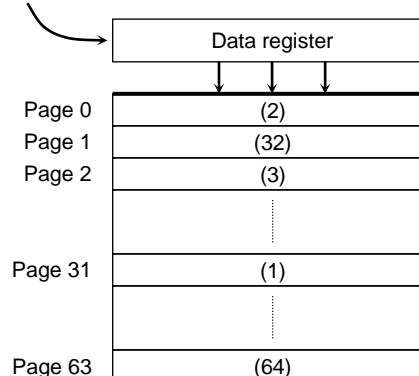 Data register
Page 0 (2)
Page 1 (32)
Page 2 (3)
Page 31 (1)
Page 63 (64)